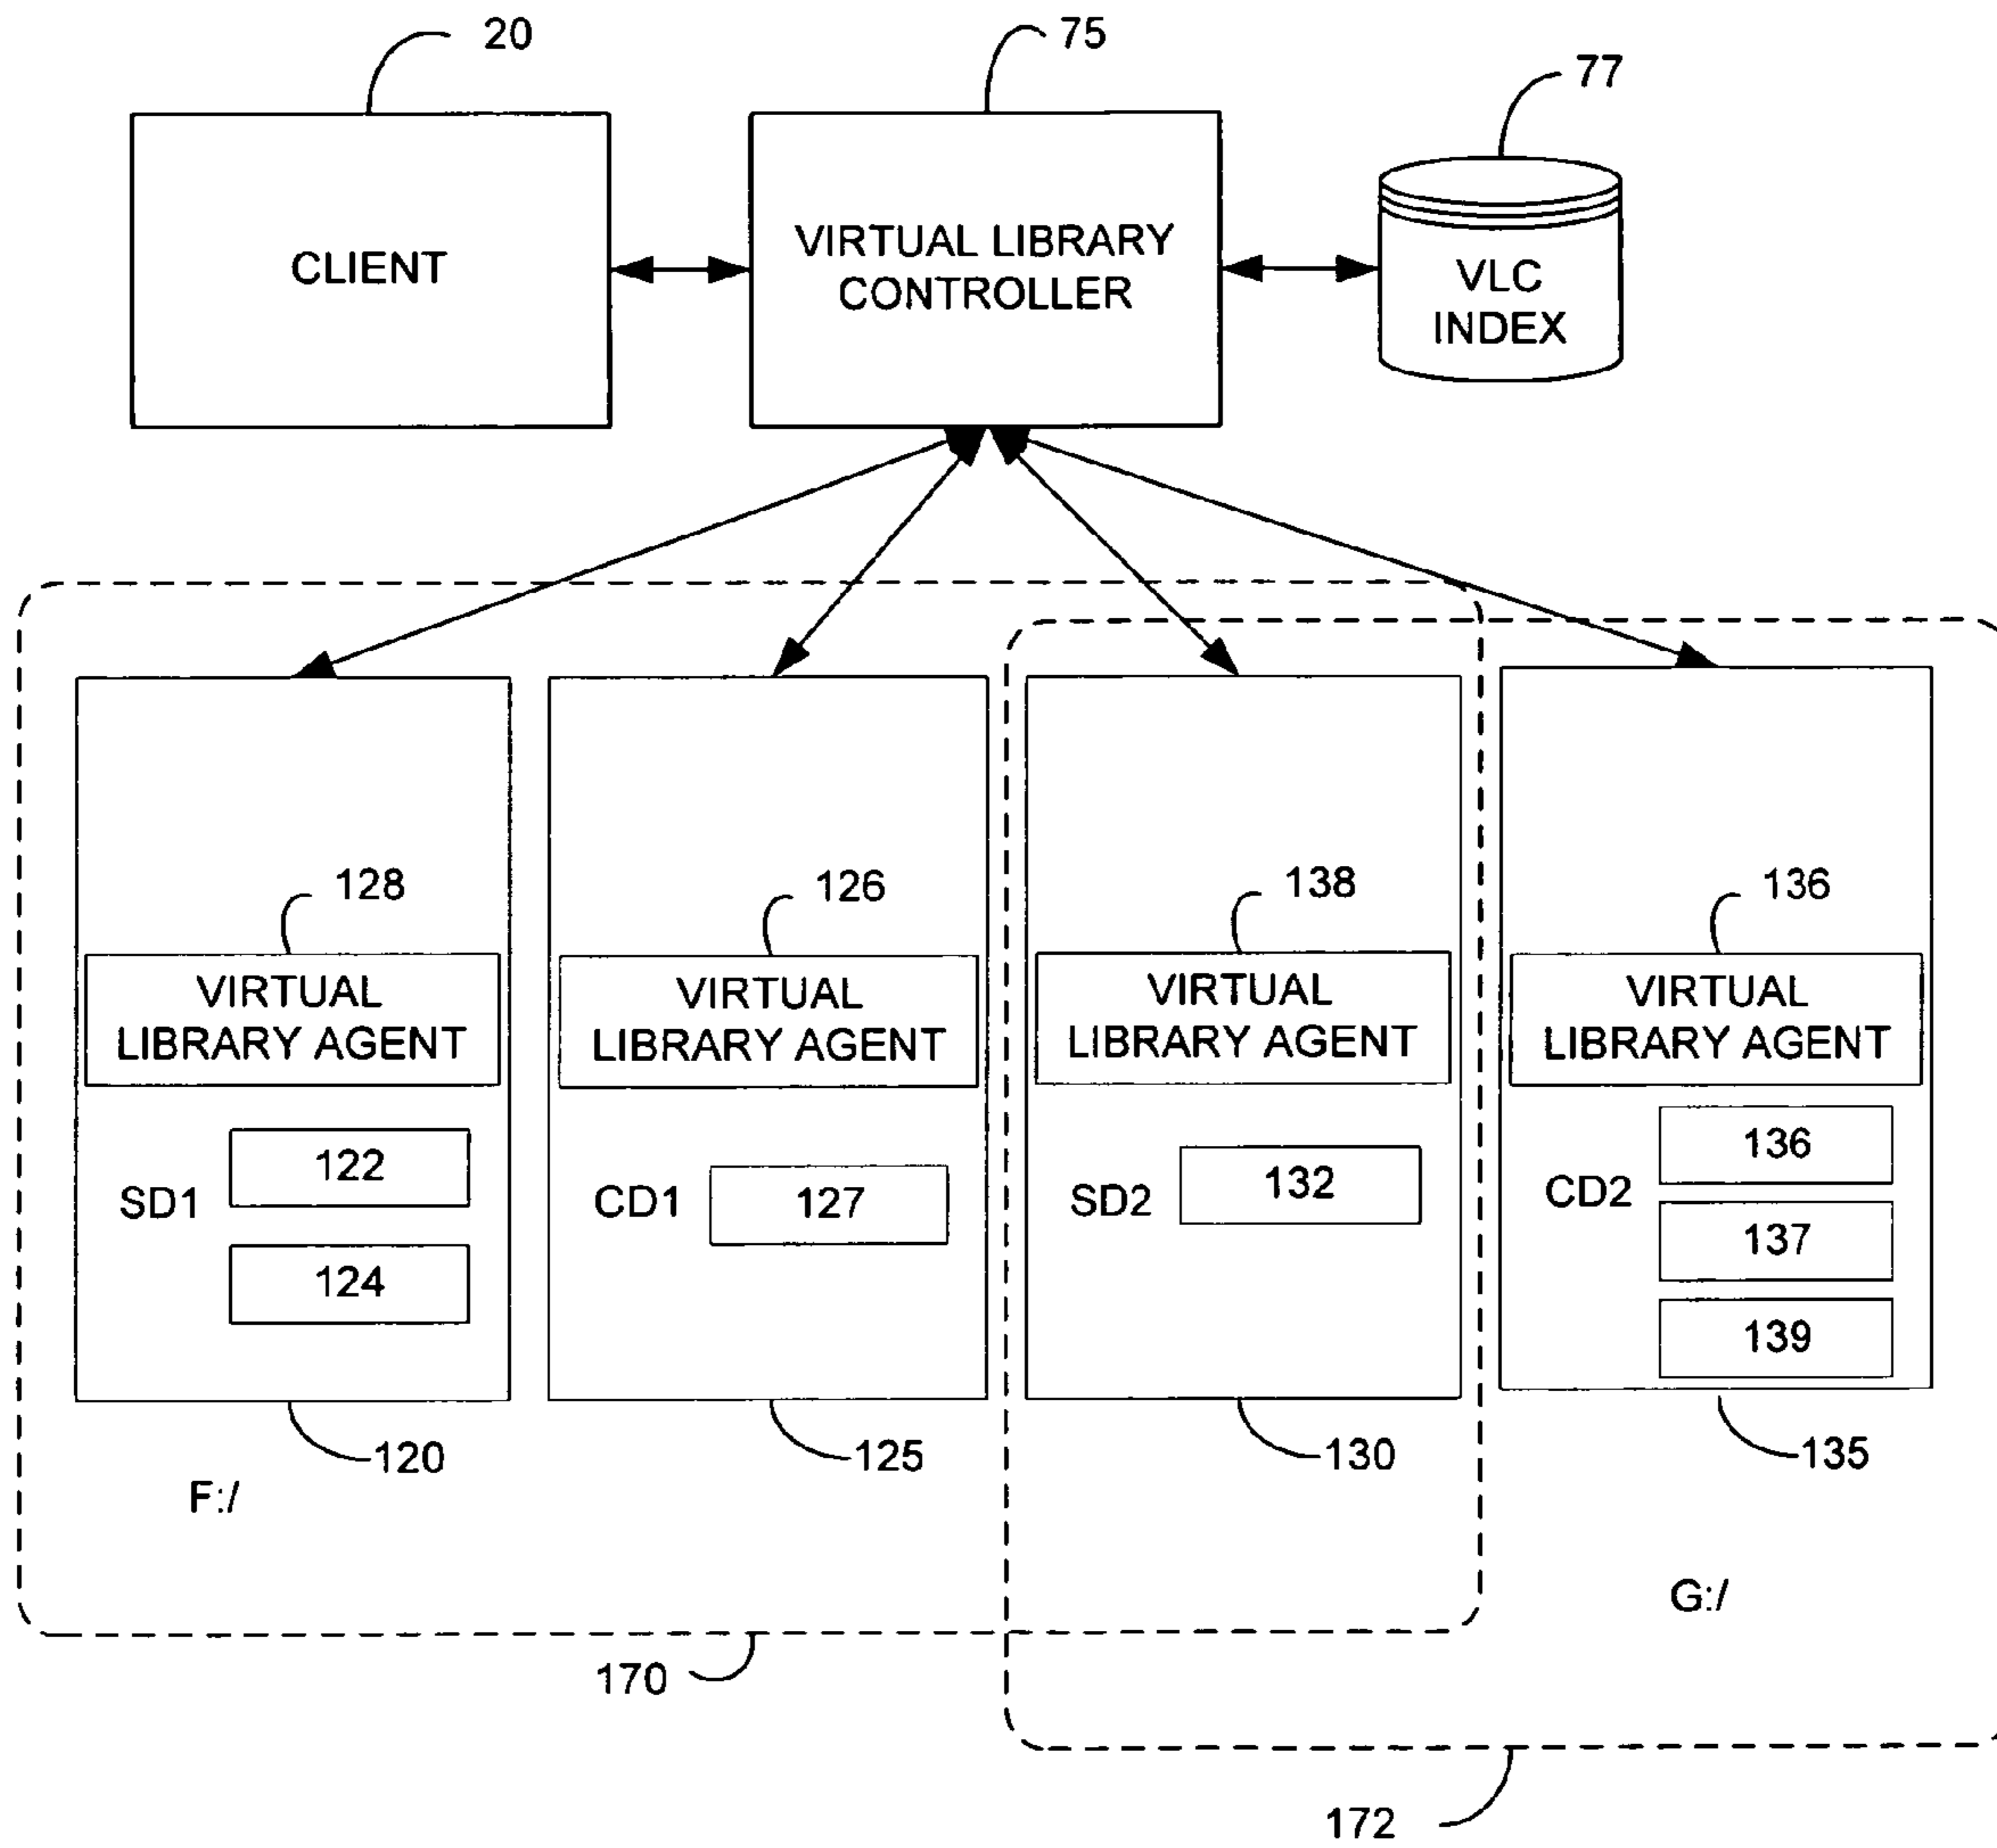 20
75
77
CLIENT
VIRTUAL LIBRARY
CONTROLLER
VLC
INDEX
128
126
138
136
VIRTUAL
LIBRARY AGENT
VIRTUAL
LIBRARY AGENT
VIRTUAL
LIBRARY AGENT
VIRTUAL
LIBRARY AGENT
SD1
122
124
CD1
127
SD2
132
CD2
136
137
139
120
125
130
135
F:/
G:/
170
172